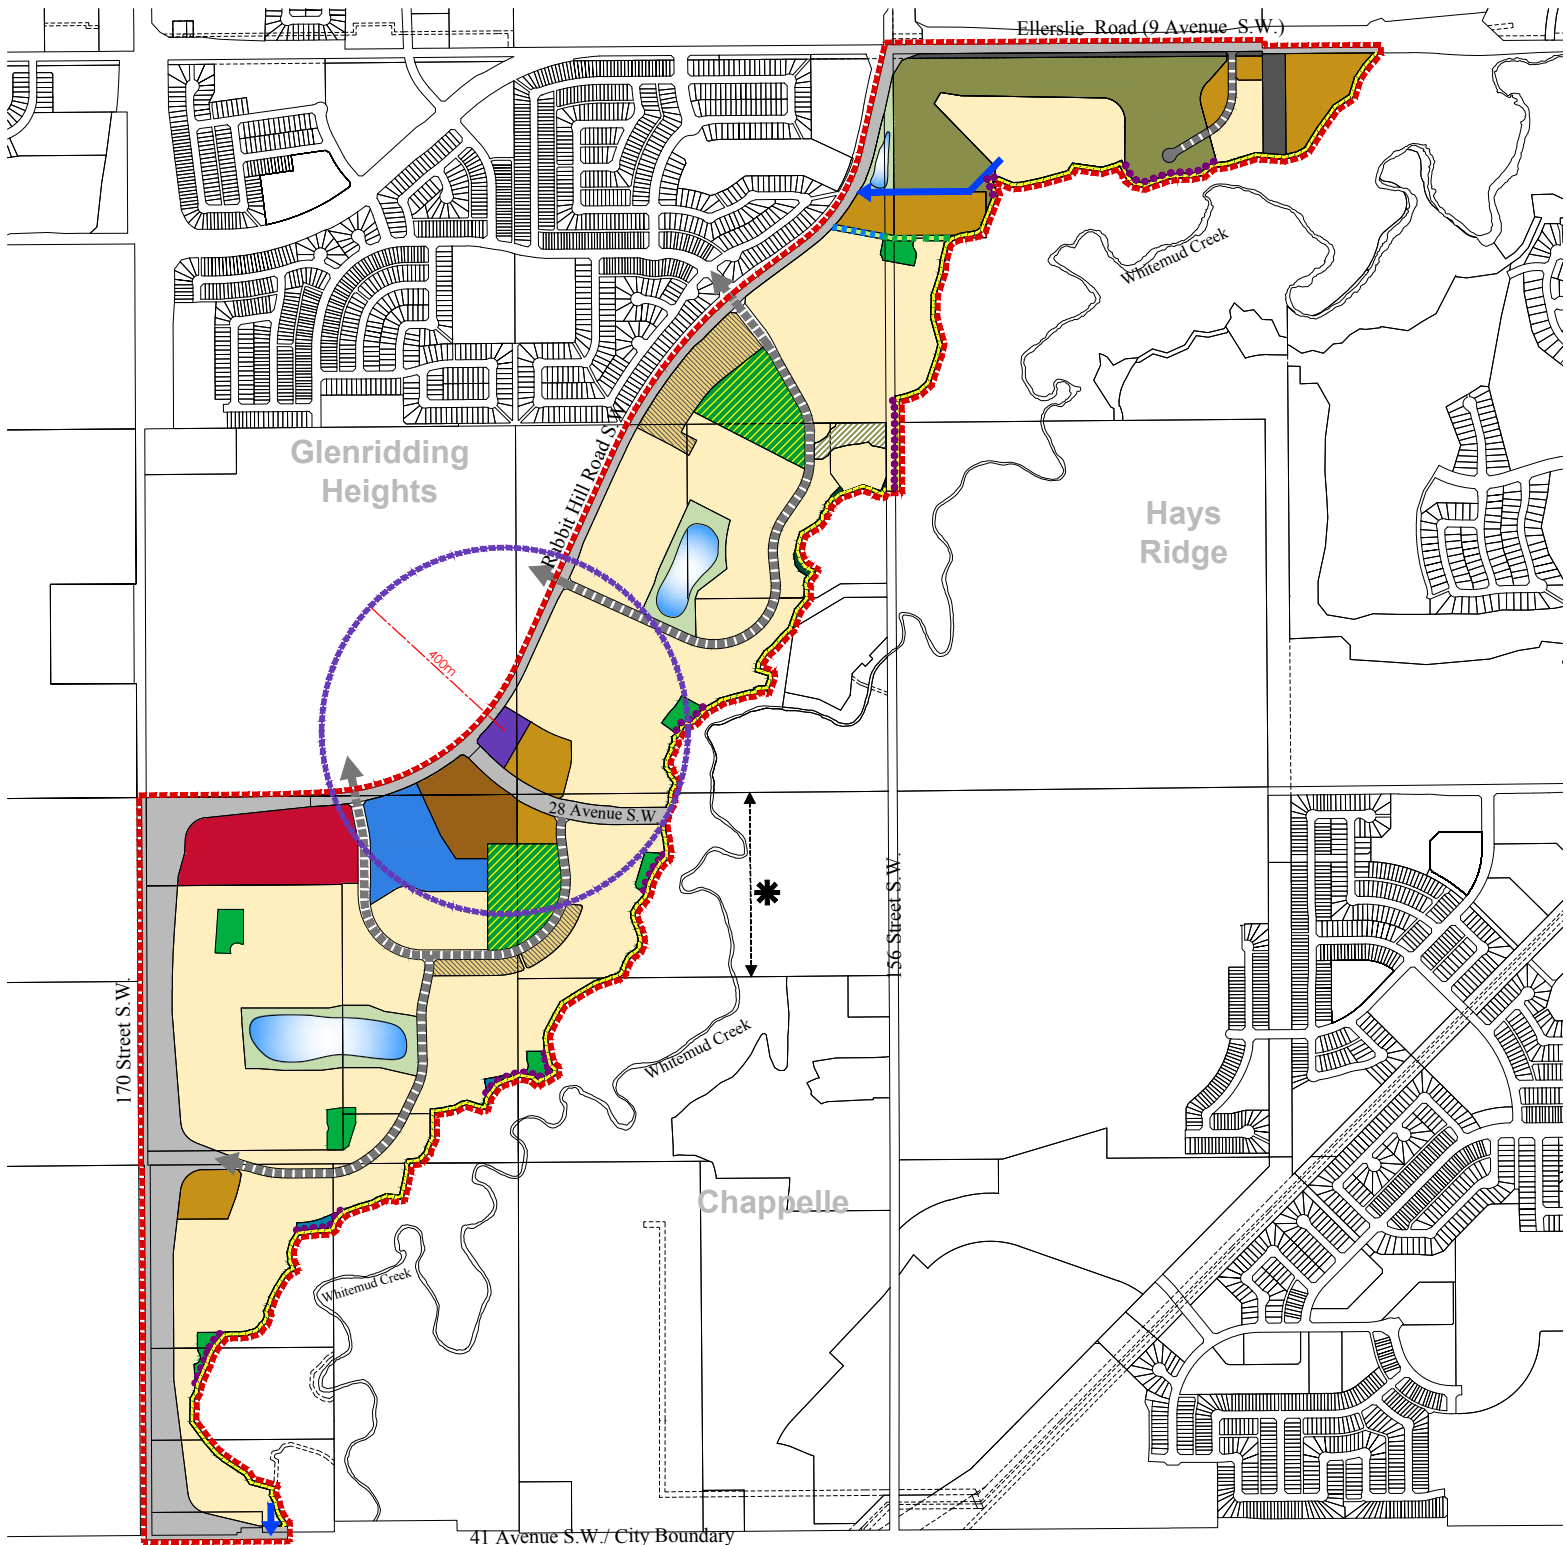 Ellerslie Road (9 Avenue S.W.)
Whitemud Creek
Glenridding
Heights
Rabbit Hill Road S.W.
Hays
Ridge
400m
28 Avenue S.W.
156 Street S.W.
170 Street S.W.
Whitemud Creek
Chappelle
Whitemud Creek
41 Avenue S.W./ City Boundary